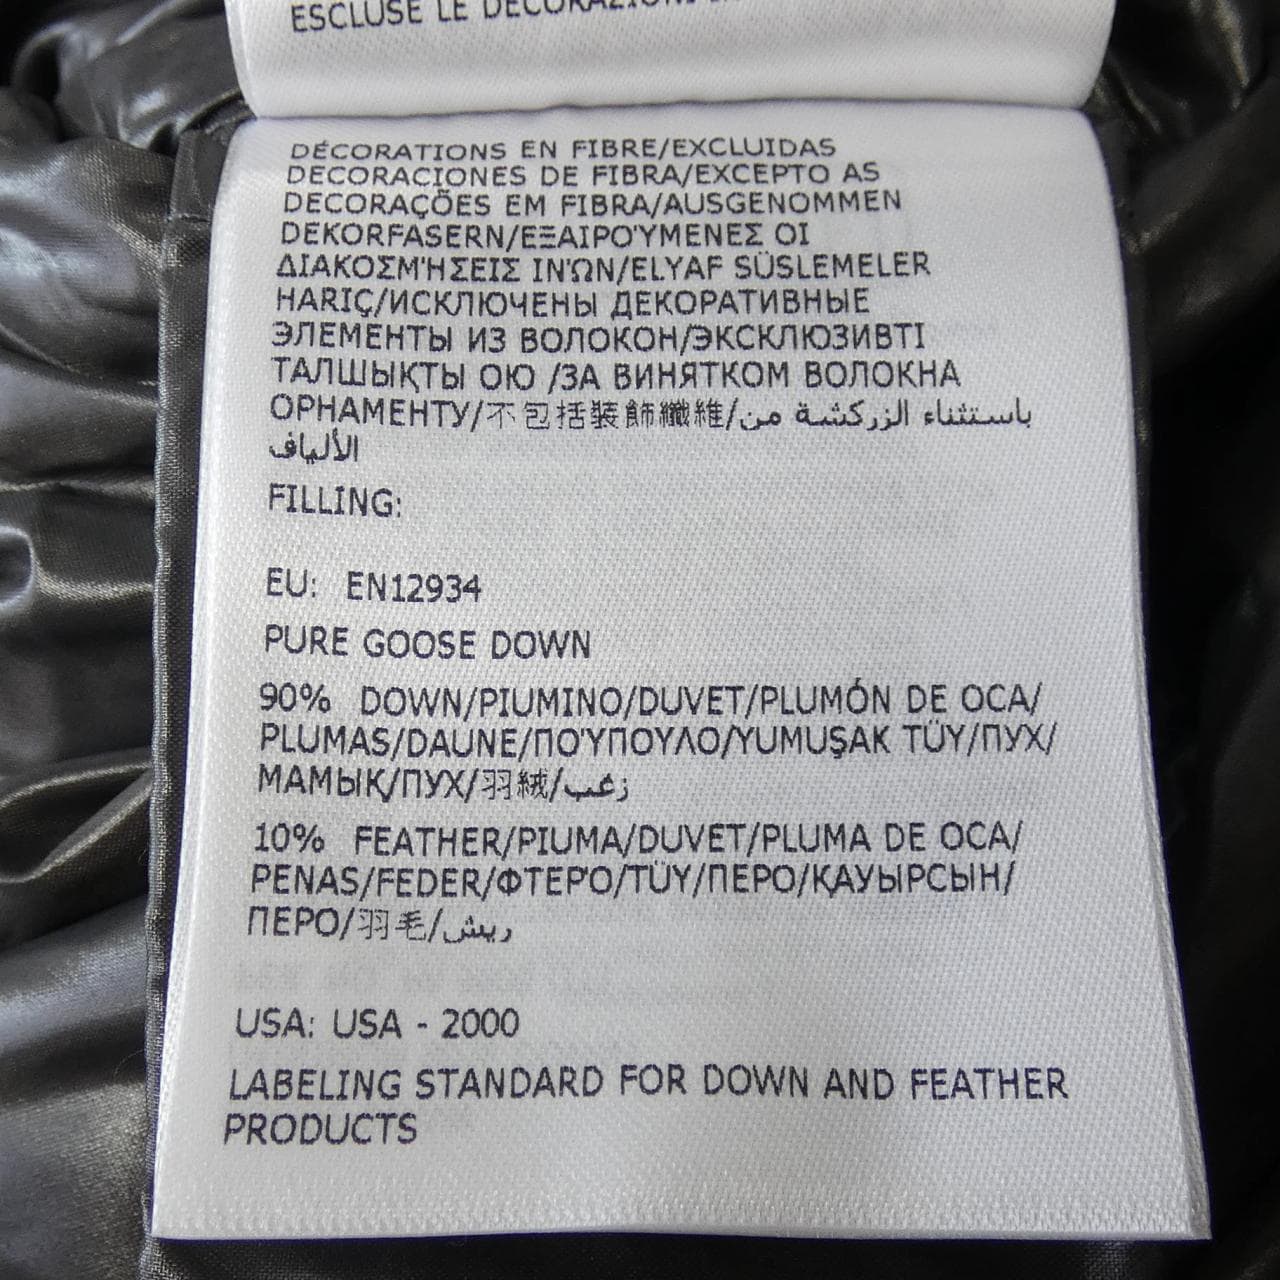 ESCLUSE LE DECORAZIONI
DÉCORATIONS EN FIBRE/EXCLUIDAS
DECORACIONES DE FIBRA/EXCEPTO AS
DECORAÇÕES EM FIBRA/AUSGENOMMEN
DEKORFASERN/ΕΞΑΙΡΟΎΜΕΝΕΣ ΟΙ
ΔΙΑΚΟΣΜΉΣΕΙΣ ΙΝΏΝ/ELYAF SÜSLEMELER
HARIÇ/ИСКЛЮЧЕНЫ ДЕКОРАТИВНЫЕ
ЭЛЕМЕНТЫ ИЗ ВОЛОКОН/ЭКСКЛЮЗИВТІ
ТАЛШЫҚТЫ ОЮ /ЗА ВИНЯТКОМ ВОЛОКНА
ОРНАМЕНТУ/不包括装飾纖維/باستثناء الزركشة من
الألياف
FILLING:
EU: EN12934
PURE GOOSE DOWN
90% DOWN/PIUMINO/DUVET/PLUMÓN DE OCA/
PLUMAS/DAUNE/ΠΟΎΠΟΥΛΟ/YUMUŞAK TÜY/ПУХ/
МАМЫҚ/ПУХ/羽絨/زغب
10% FEATHER/PIUMA/DUVET/PLUMA DE OCA/
PENAS/FEDER/ΦΤΕΡΌ/TÜY/ПЕРО/ҚАУЫРСЫН/
ПЕРО/羽毛/ريش
USA: USA - 2000
LABELING STANDARD FOR DOWN AND FEATHER
PRODUCTS